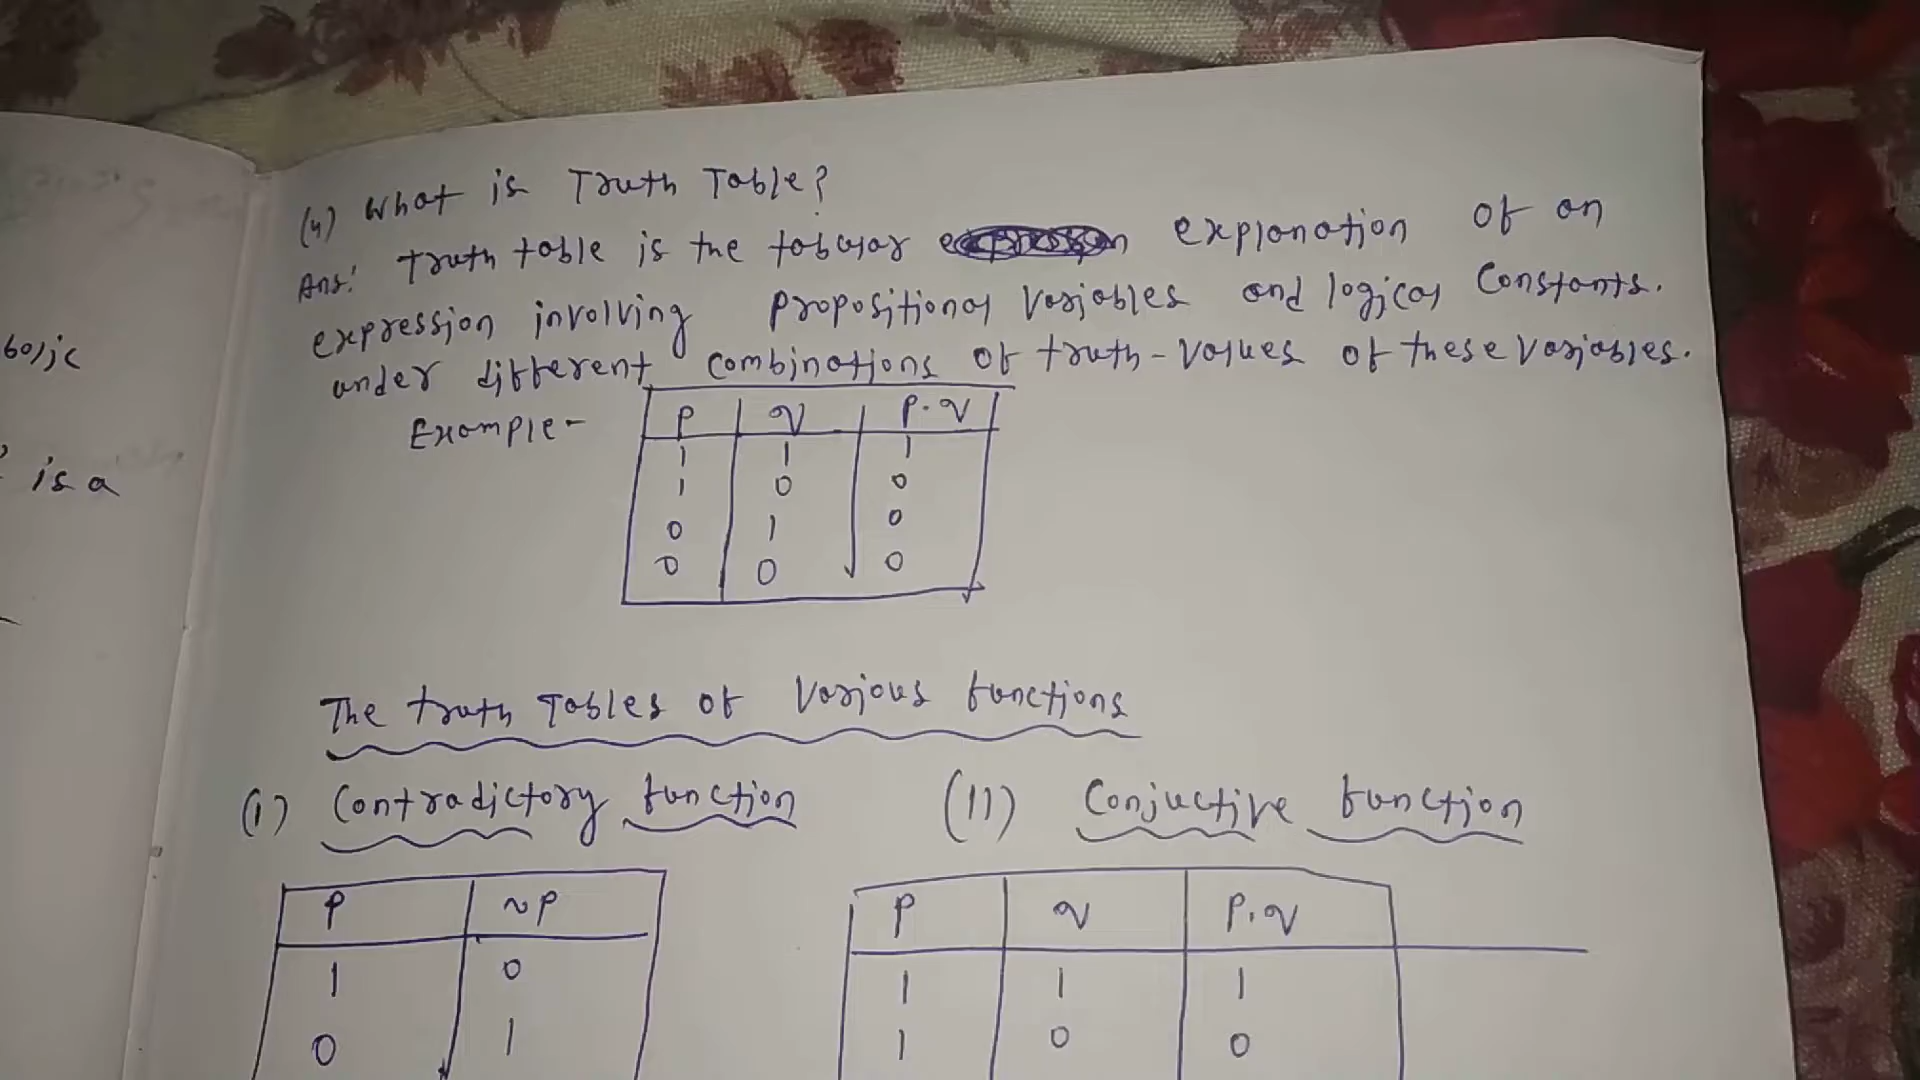 bolic
is a
(4) What is Truth Table?
Ans: Truth table is the tabular explanation of an
expression involving propositional variables and logical constants.
under different combinations of truth-values of these variables.
Example-
p q p.q
1 1 1
1 0 0
0 1 0
0 0 0
The truth Tables of various functions
(i) Contradictory function (II) Conjuctive function
p ~p
1 0
0 1
p q p.q
1 1 1
1 0 0